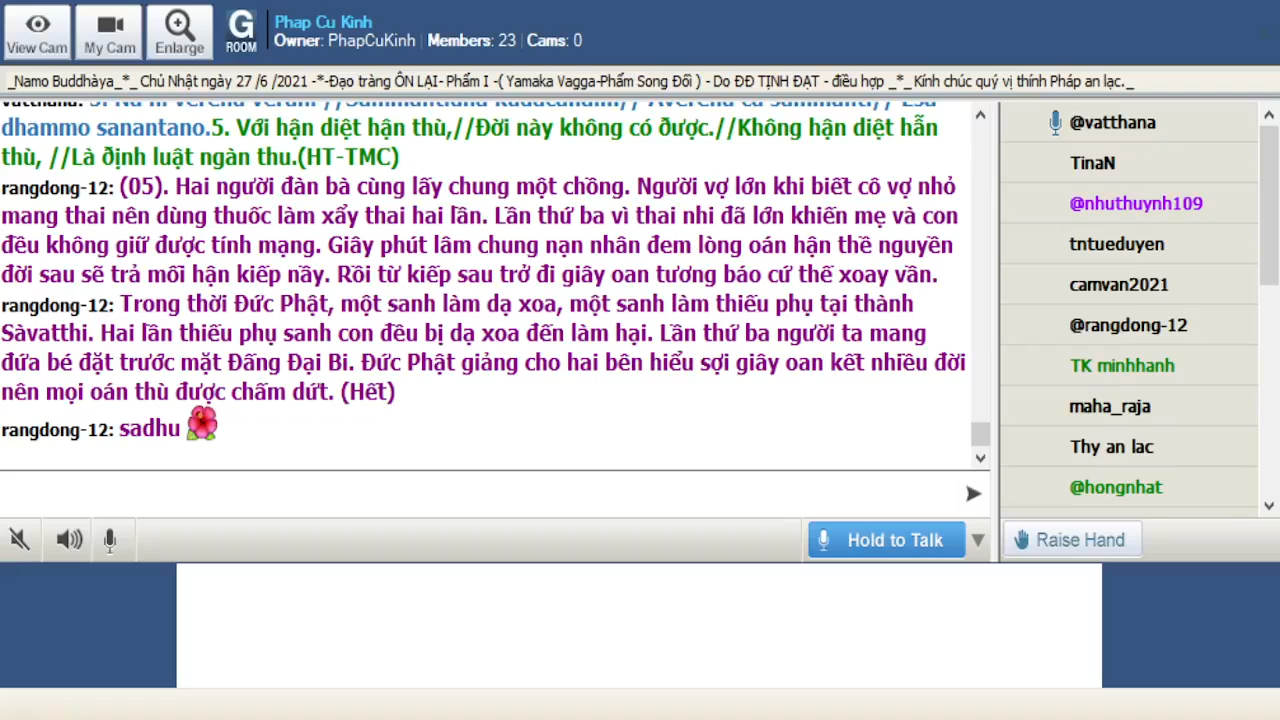 View Cam
My Cam
Enlarge
G
ROOM
Phap Cu Kinh
Owner: PhapCuKinh | Members: 23 | Cams: 0
_Namo Buddhàya_*_ Chủ Nhật ngày 27 /6 /2021 -*-Đạo tràng ÔN LẠI- Phẩm I -( Yamaka Vagga-Phẩm Song Đối ) - Do ĐĐ TỊNH ĐẠT - điều hợp _*_Kính chúc quý vị thính Pháp an lạc._
dhammo sanantano.5. Với hận diệt hận thù,//Đời này không có được.//Không hận diệt hẫn
thù, //Là định luật ngàn thu.(HT-TMC)
rangdong-12: (05). Hai người đàn bà cùng lấy chung một chồng. Người vợ lớn khi biết cô vợ nhỏ
mang thai nên dùng thuốc làm xẩy thai hai lần. Lần thứ ba vì thai nhi đã lớn khiến mẹ và con
đều không giữ được tính mạng. Giây phút lâm chung nạn nhân đem lòng oán hận thề nguyền
đời sau sẽ trả mối hận kiếp nầy. Rồi từ kiếp sau trở đi giây oan tương báo cứ thế xoay vần.
rangdong-12: Trong thời Đức Phật, một sanh làm dạ xoa, một sanh làm thiếu phụ tại thành
Sàvatthi. Hai lần thiếu phụ sanh con đều bị dạ xoa đến làm hại. Lần thứ ba người ta mang
đứa bé đặt trước mặt Đấng Đại Bi. Đức Phật giảng cho hai bên hiểu sợi giây oan kết nhiều đời
nên mọi oán thù được chấm dứt. (Hết)
rangdong-12: sadhu
@vatthana
TinaN
@nhuthuynh109
tntueduyen
camvan2021
@rangdong-12
TK minhhanh
maha_raja
Thy an lac
@hongnhat
Hold to Talk
Raise Hand